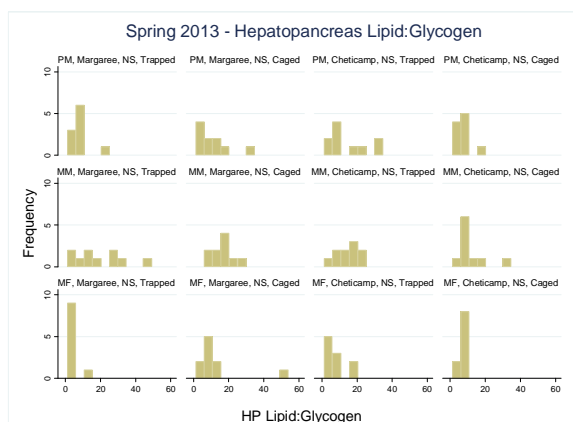 Spring 2013 - Hepatopancreas Lipid:Glycogen
PM, Margaree, NS, Trapped
PM, Margaree, NS, Caged
PM, Cheticamp, NS, Trapped
PM, Cheticamp, NS, Caged
0 5 10
MM, Margaree, NS, Trapped
MM, Margaree, NS, Caged
MM, Cheticamp, NS, Trapped
MM, Cheticamp, NS, Caged
0 5 10
Frequency
MF, Margaree, NS, Trapped
MF, Margaree, NS, Caged
MF, Cheticamp, NS, Trapped
MF, Cheticamp, NS, Caged
0 5 10
0 20 40 60
0 20 40 60
0 20 40 60
0 20 40 60
HP Lipid:Glycogen